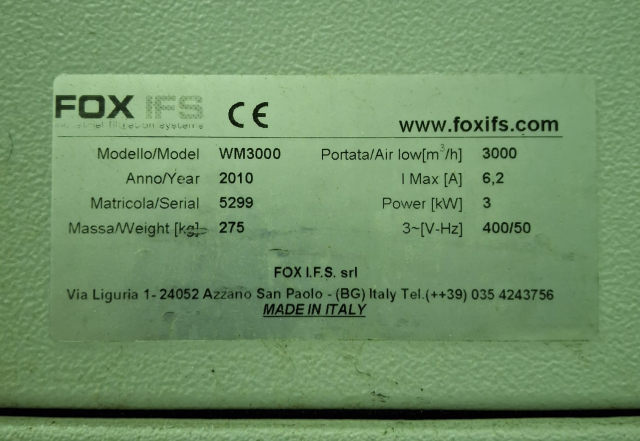 FOX IFS
filtration systems
CE
www.foxifs.com
Modello/Model WM3000 Portata/Air low[m³/h] 3000
Anno/Year 2010 I Max [A] 6,2
Matricola/Serial 5299 Power [kW] 3
Massa/Weight [kg] 275 3~[V-Hz] 400/50
FOX I.F.S. srl
Via Liguria 1- 24052 Azzano San Paolo - (BG) Italy Tel.(++39) 035 4243756
MADE IN ITALY